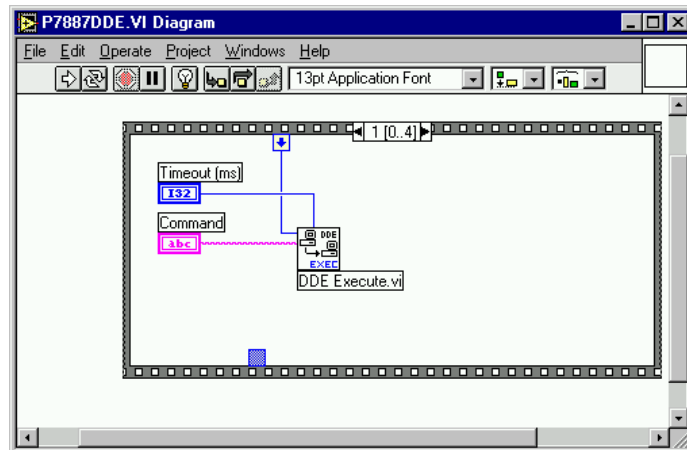 P7887DDE.VI Diagram
File Edit Operate Project Windows Help
13pt Application Font
1 [0..4]
Timeout (ms)
I32
Command
abc
DDE
EXEC
DDE Execute.vi